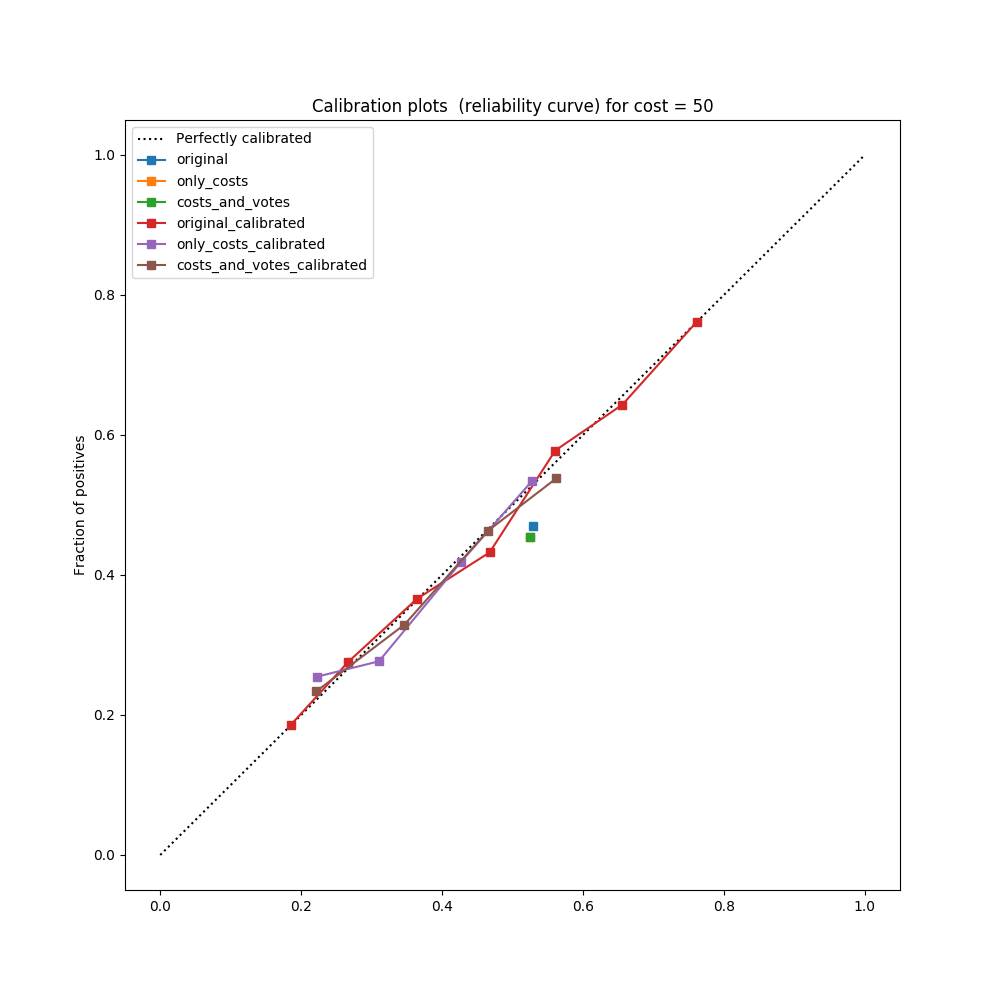 Calibration plots  (reliability curve) for cost = 50
Perfectly calibrated
original
only_costs
costs_and_votes
original_calibrated
only_costs_calibrated
costs_and_votes_calibrated
Fraction of positives
1.0
0.8
0.6
0.4
0.2
0.0
0.0 0.2 0.4 0.6 0.8 1.0